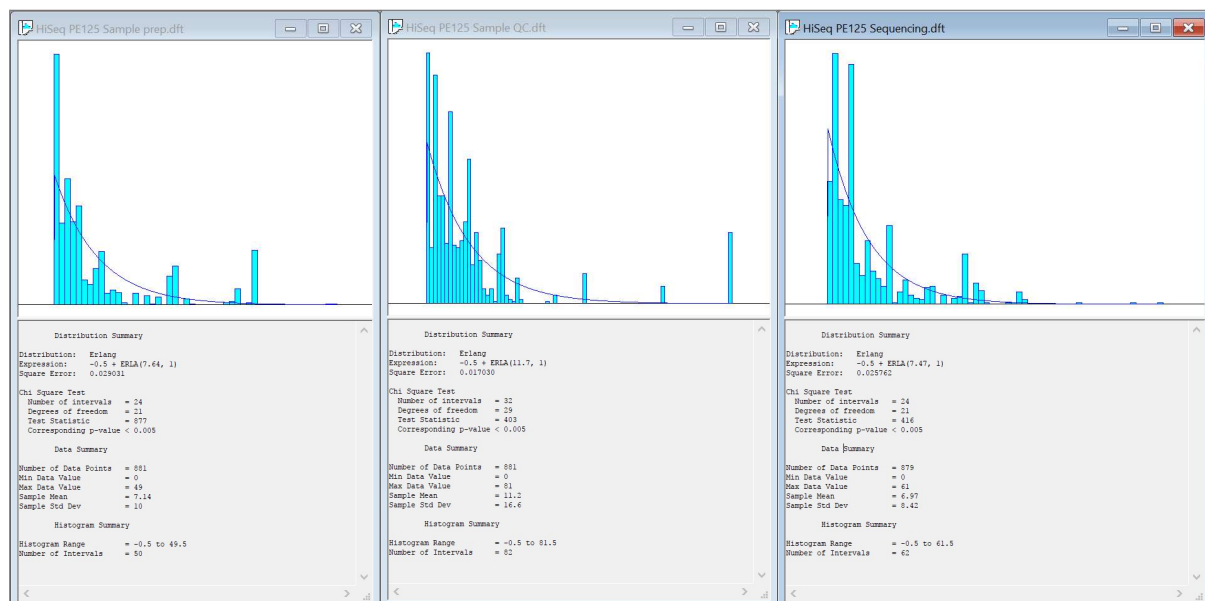 HiSeq PE125 Sample prep.dft
Distribution Summary
Distribution: Erlang
Expression: -0.5 + ERLA(7.64, 1)
Square Error: 0.029031
Chi Square Test
Number of intervals = 24
Degrees of freedom = 21
Test Statistic = 877
Corresponding p-value < 0.005
Data Summary
Number of Data Points = 881
Min Data Value = 0
Max Data Value = 49
Sample Mean = 7.14
Sample Std Dev = 10
Histogram Summary
Histogram Range = -0.5 to 49.5
Number of Intervals = 50
HiSeq PE125 Sample QC.dft
Distribution Summary
Distribution: Erlang
Expression: -0.5 + ERLA(11.7, 1)
Square Error: 0.017030
Chi Square Test
Number of intervals = 32
Degrees of freedom = 29
Test Statistic = 403
Corresponding p-value < 0.005
Data Summary
Number of Data Points = 881
Min Data Value = 0
Max Data Value = 81
Sample Mean = 11.2
Sample Std Dev = 16.6
Histogram Summary
Histogram Range = -0.5 to 81.5
Number of Intervals = 82
HiSeq PE125 Sequencing.dft
Distribution Summary
Distribution: Erlang
Expression: -0.5 + ERLA(7.47, 1)
Square Error: 0.025762
Chi Square Test
Number of intervals = 24
Degrees of freedom = 21
Test Statistic = 416
Corresponding p-value < 0.005
Data Summary
Number of Data Points = 879
Min Data Value = 0
Max Data Value = 61
Sample Mean = 6.97
Sample Std Dev = 8.42
Histogram Summary
Histogram Range = -0.5 to 61.5
Number of Intervals = 62